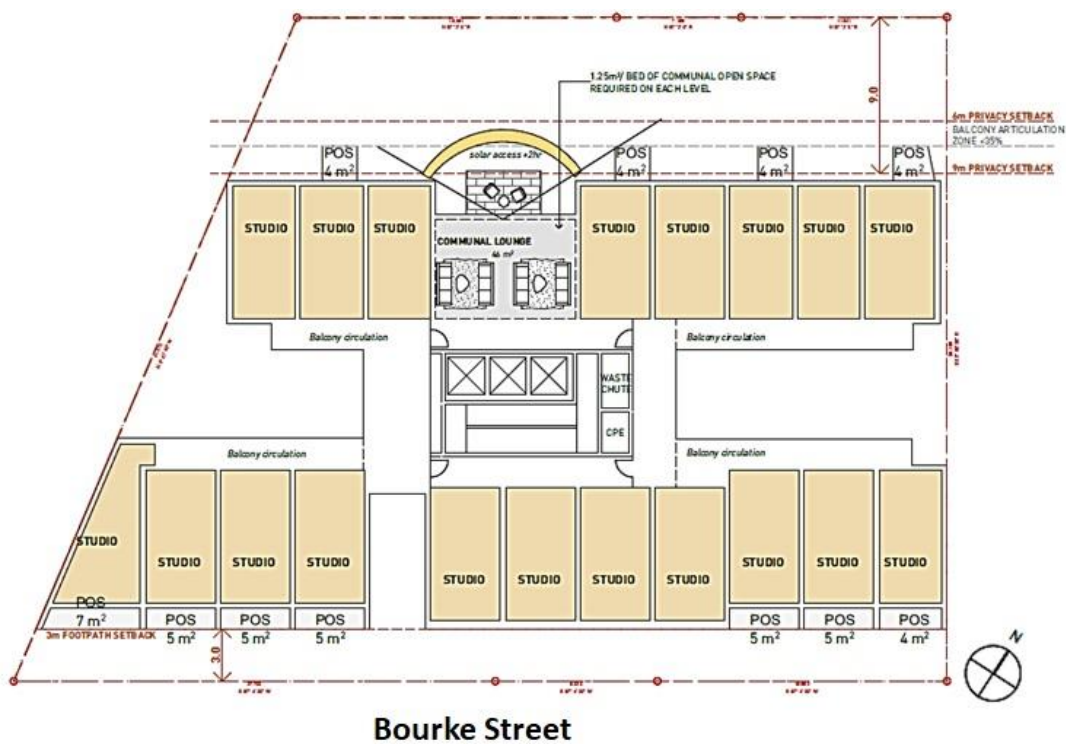 1.25m²/ BED OF COMMUNAL OPEN SPACE
REQUIRED ON EACH LEVEL
9.0
6m PRIVACY SETBACK
BALCONY ARTICULATION
ZONE <35%
9m PRIVACY SETBACK
POS
4 m²
solar access +2hr
POS
4 m²
POS
4 m²
POS
4 m²
STUDIO
STUDIO
STUDIO
COMMUNAL LOUNGE
46 m²
STUDIO
STUDIO
STUDIO
STUDIO
STUDIO
Balcony circulation
Balcony circulation
WASTE
CHUTE
CPE
Balcony circulation
Balcony circulation
STUDIO
STUDIO
STUDIO
STUDIO
STUDIO
STUDIO
STUDIO
STUDIO
STUDIO
STUDIO
STUDIO
POS
7 m²
POS
5 m²
POS
5 m²
POS
5 m²
POS
5 m²
POS
5 m²
POS
4 m²
3m FOOTPATH SETBACK
3.0
N
Bourke Street